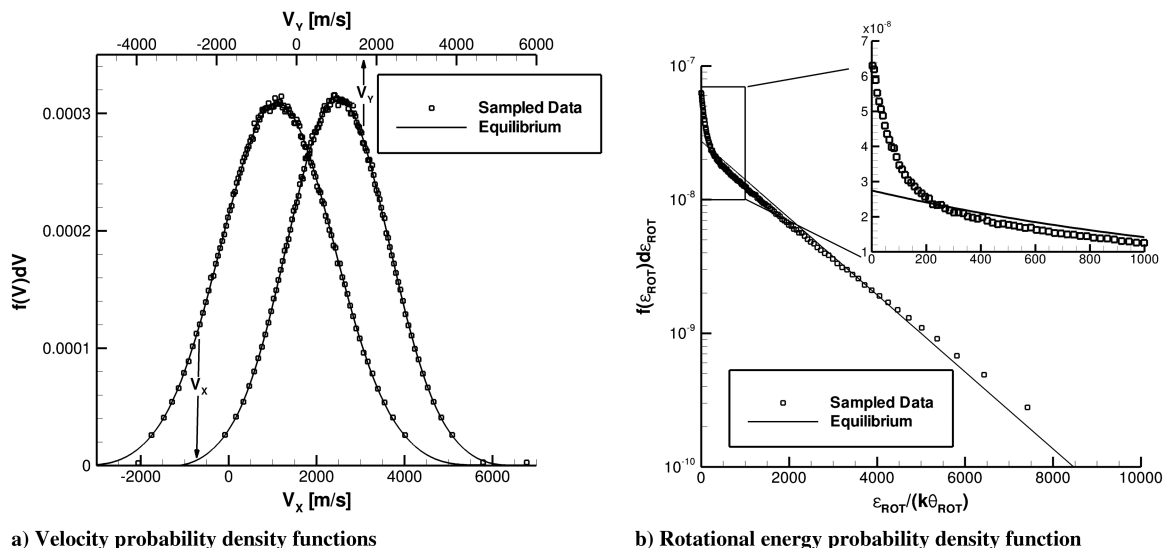 V_Y [m/s]
-4000 -2000 0 2000 4000 6000
0.0003
0.0002
0.0001
0
f(V)dV
V_Y
Sampled Data
Equilibrium
V_X
-2000 0 2000 4000 6000
V_X [m/s]
a) Velocity probability density functions
10^-7
10^-8
10^-9
10^-10
f(ε_ROT)dε_ROT
x10^-8
7
6
5
4
3
2
1
0 200 400 600 800 1000
Sampled Data
Equilibrium
0 2000 4000 6000 8000 10000
ε_ROT/(kθ_ROT)
b) Rotational energy probability density function